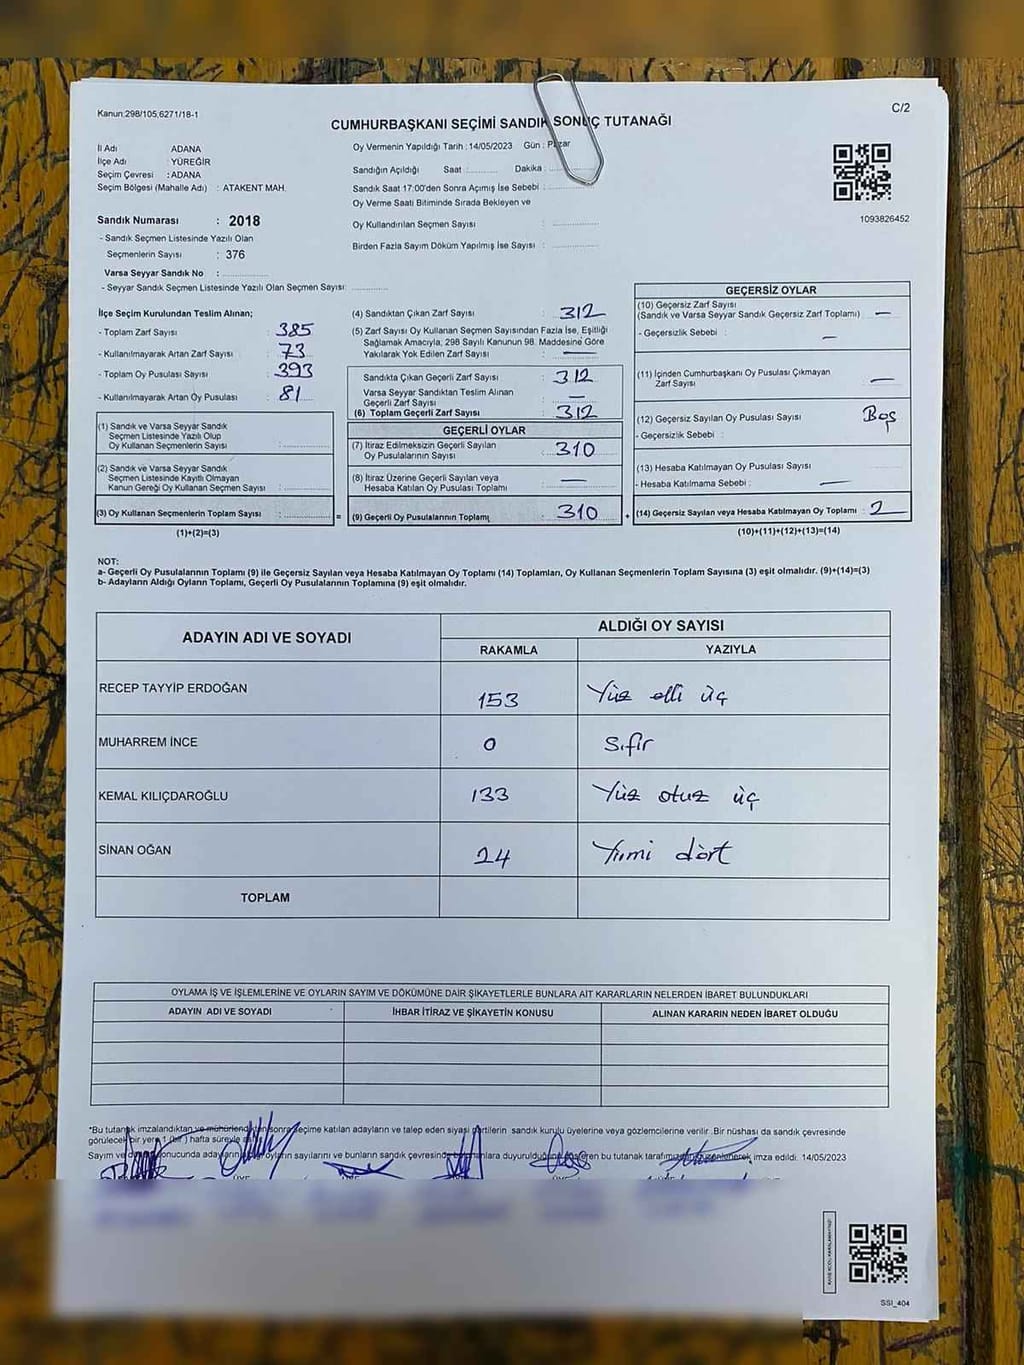 Kanun:298/105,6271/18-1
C/2
CUMHURBAŞKANI SEÇİMİ SANDIK SONUÇ TUTANAĞI
İl Adı ADANA
İlçe Adı YÜREĞİR
Seçim Çevresi : ADANA
Seçim Bölgesi (Mahalle Adı) : ATAKENT MAH.
Oy Vermenin Yapıldığı Tarih : 14/05/2023 Gün : Pazar
Sandığın Açıldığı Saat Dakika
Sandık Saat 17:00'den Sonra Açımış İse Sebebi :
Oy Verme Saati Bitiminde Sırada Bekleyen ve
Oy Kullandırılan Seçmen Sayısı :
Birden Fazla Sayım Döküm Yapılmış İse Sayısı :
1093826452
Sandık Numarası : 2018
- Sandık Seçmen Listesinde Yazılı Olan
Seçmenlerin Sayısı : 376
Varsa Seyyar Sandık No :
- Seyyar Sandık Seçmen Listesinde Yazılı Olan Seçmen Sayısı:
İlçe Seçim Kurulundan Teslim Alınan;
- Toplam Zarf Sayısı : 385
- Kullanılmayarak Artan Zarf Sayısı : 73
- Toplam Oy Pusulası Sayısı : 393
- Kullanılmayarak Artan Oy Pusulası : 81
(1) Sandık ve Varsa Seyyar Sandık
Seçmen Listesinde Yazılı Olup
Oy Kullanan Seçmenlerin Sayısı :
(2) Sandık ve Varsa Seyyar Sandık
Seçmen Listesinde Kayıtlı Olmayan
Kanun Gereği Oy Kullanan Seçmen Sayısı :
(3) Oy Kullanan Seçmenlerin Toplam Sayısı :
(1)+(2)=(3)
(4) Sandıktan Çıkan Zarf Sayısı : 312
(5) Zarf Sayısı Oy Kullanan Seçmen Sayısından Fazla İse, Eşitliği
Sağlamak Amacıyla, 298 Sayılı Kanunun 98. Maddesine Göre
Yakılarak Yok Edilen Zarf Sayısı : —
Sandıkta Çıkan Geçerli Zarf Sayısı : 312
Varsa Seyyar Sandıktan Teslim Alınan
Geçerli Zarf Sayısı : —
(6) Toplam Geçerli Zarf Sayısı : 312
GEÇERLİ OYLAR
(7) İtiraz Edilmeksizin Geçerli Sayılan
Oy Pusulalarının Sayısı : 310
(8) İtiraz Üzerine Geçerli Sayılan veya
Hesaba Katılan Oy Pusulası Toplamı : —
= (9) Geçerli Oy Pusulalarının Toplamı : 310 +
GEÇERSİZ OYLAR
(10) Geçersiz Zarf Sayısı
(Sandık ve Varsa Seyyar Sandık Geçersiz Zarf Toplamı) : —
- Geçersizlik Sebebi : —
(11) İçinden Cumhurbaşkanı Oy Pusulası Çıkmayan
Zarf Sayısı : —
(12) Geçersiz Sayılan Oy Pusulası Sayısı : Boş
- Geçersizlik Sebebi :
(13) Hesaba Katılmayan Oy Pusulası Sayısı
- Hesaba Katılmama Sebebi : —
(14) Geçersiz Sayılan veya Hesaba Katılmayan Oy Toplamı : 2
(10)+(11)+(12)+(13)=(14)
NOT:
a- Geçerli Oy Pusulalarının Toplamı (9) ile Geçersiz Sayılan veya Hesaba Katılmayan Oy Toplamı (14) Toplamları, Oy Kullanan Seçmenlerin Toplam Sayısına (3) eşit olmalıdır. (9)+(14)=(3)
b- Adayların Aldığı Oyların Toplamı, Geçerli Oy Pusulalarının Toplamına (9) eşit olmalıdır.
ADAYIN ADI VE SOYADI ALDIĞI OY SAYISI
RAKAMLA YAZIYLA
RECEP TAYYİP ERDOĞAN 153 Yüz elli üç
MUHARREM İNCE 0 Sıfır
KEMAL KILIÇDAROĞLU 133 Yüz otuz üç
SİNAN OĞAN 24 Yirmi dört
TOPLAM
OYLAMA İŞ VE İŞLEMLERİNE VE OYLARIN SAYIM VE DÖKÜMÜNE DAİR ŞİKAYETLERLE BUNLARA AİT KARARLARIN NELERDEN İBARET BULUNDUKLARI
ADAYIN ADI VE SOYADI İHBAR İTİRAZ VE ŞİKAYETİN KONUSU ALINAN KARARIN NEDEN İBARET OLDUĞU
*Bu tutanak imzalandıktan ve mühürlendikten sonra seçime katılan adayların ve talep eden siyasi partilerin sandık kurulu üyelerine veya gözlemcilerine verilir. Bir nüshası da sandık çevresinde
görülecek bir yere 1 (bir) hafta süreyle
Sayım ve sonucunda oyların sayılarını ve bunların sandık çevresinde duyurulduğunu gösteren bu tutanak imza edildi. 14/05/2023
SSI_404